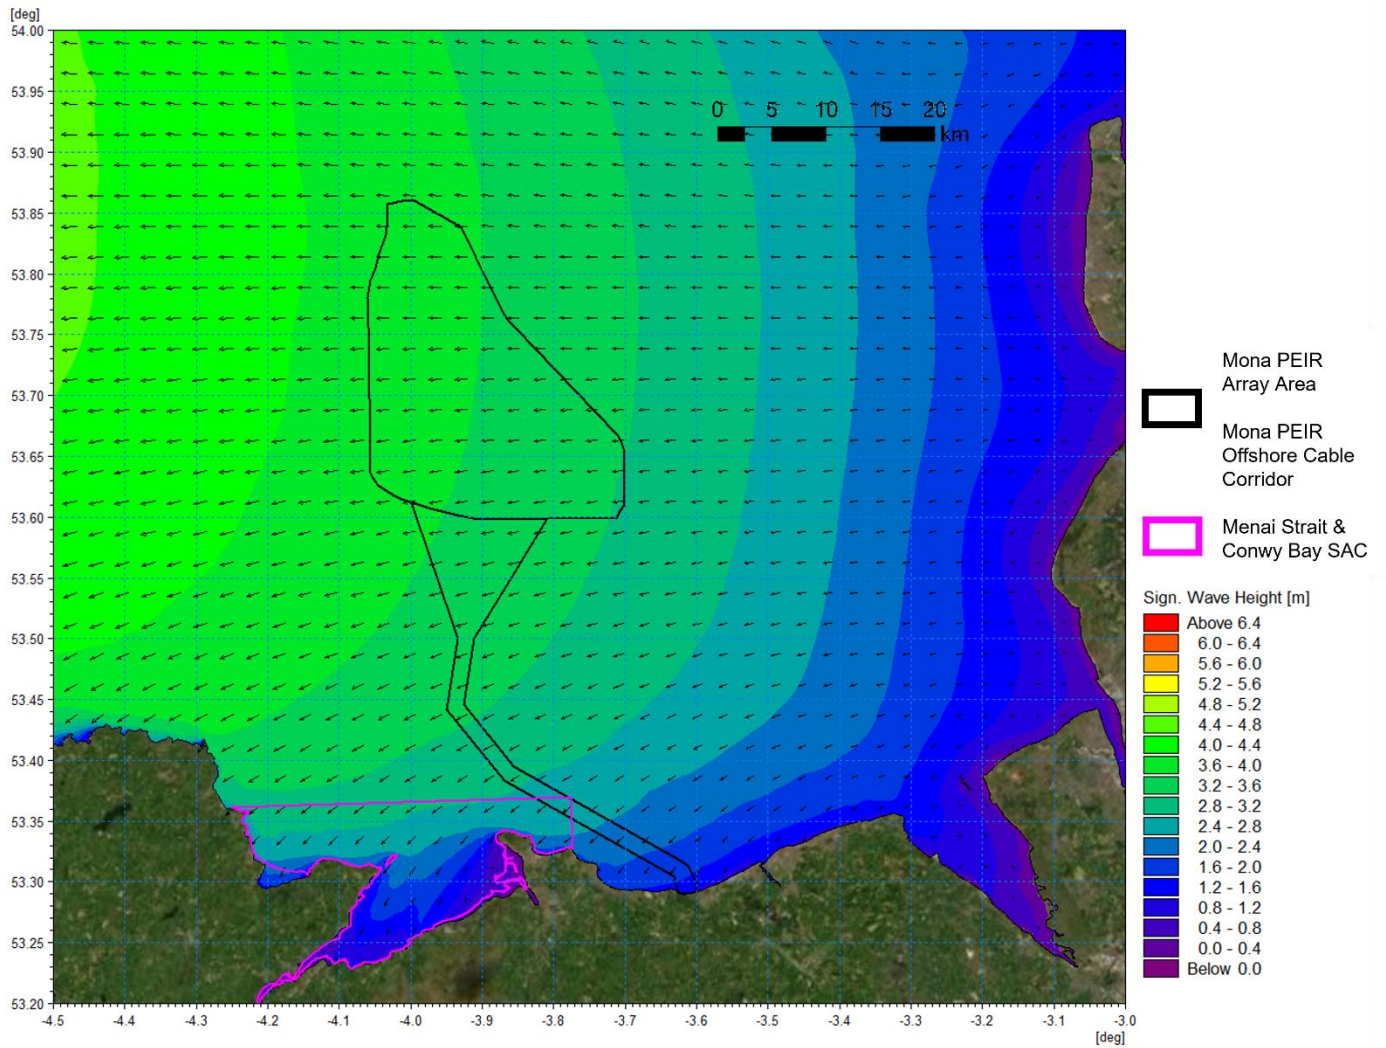 [deg]
54.00
53.95
53.90
53.85
53.80
53.75
53.70
53.65
53.60
53.55
53.50
53.45
53.40
53.35
53.30
53.25
53.20
-4.5 -4.4 -4.3 -4.2 -4.1 -4.0 -3.9 -3.8 -3.7 -3.6 -3.5 -3.4 -3.3 -3.2 -3.1 -3.0
[deg]
0 5 10 15 20
km
Mona PEIR
Array Area
Mona PEIR
Offshore Cable
Corridor
Menai Strait &
Conwy Bay SAC
Sign. Wave Height [m]
Above 6.4
6.0 - 6.4
5.6 - 6.0
5.2 - 5.6
4.8 - 5.2
4.4 - 4.8
4.0 - 4.4
3.6 - 4.0
3.2 - 3.6
2.8 - 3.2
2.4 - 2.8
2.0 - 2.4
1.6 - 2.0
1.2 - 1.6
0.8 - 1.2
0.4 - 0.8
0.0 - 0.4
Below 0.0